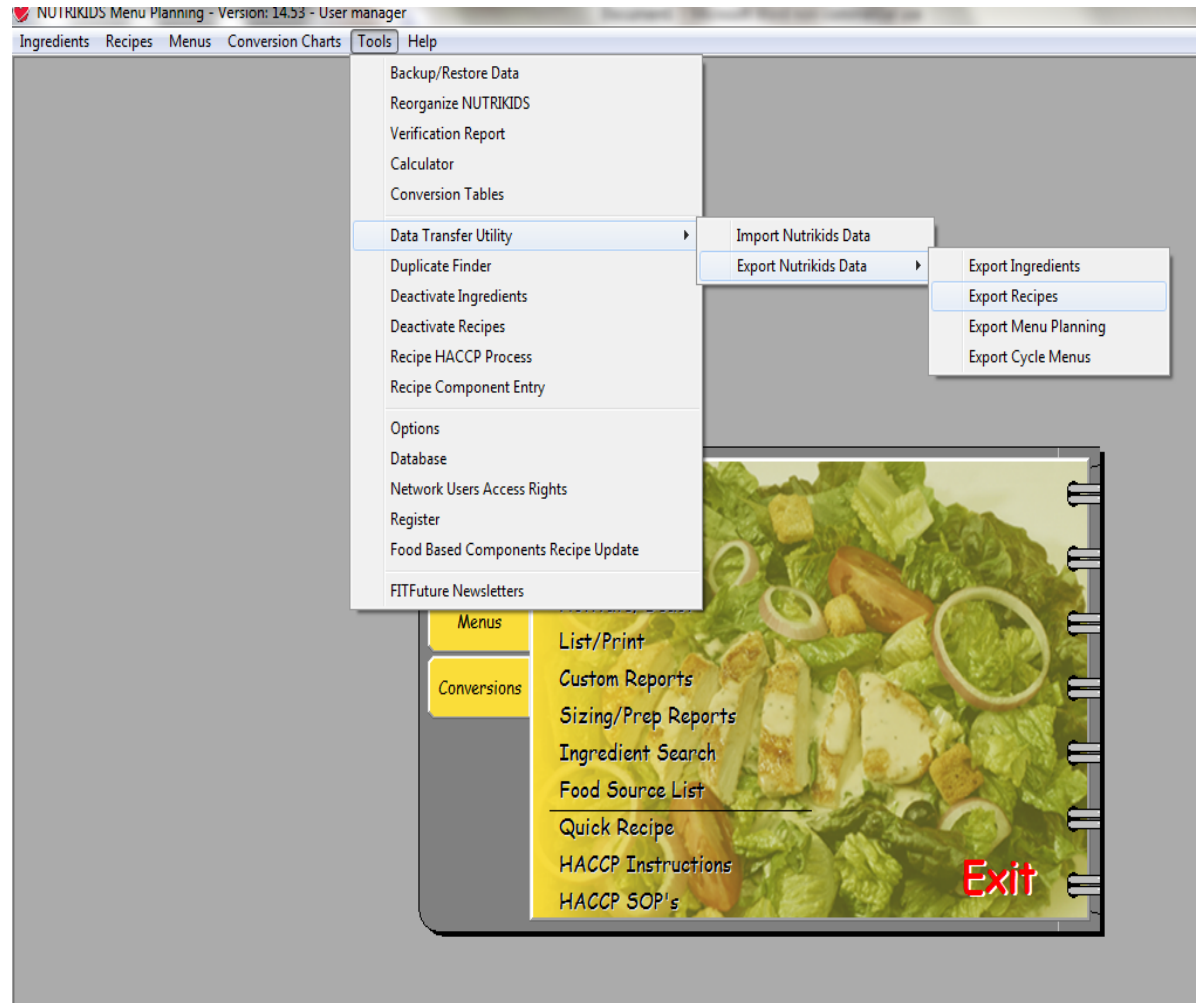 NUTRIKIDS Menu Planning - Version: 14.53 - User manager
Ingredients Recipes Menus Conversion Charts Tools Help
Backup/Restore Data
Reorganize NUTRIKIDS
Verification Report
Calculator
Conversion Tables
Data Transfer Utility
Duplicate Finder
Deactivate Ingredients
Deactivate Recipes
Recipe HACCP Process
Recipe Component Entry
Options
Database
Network Users Access Rights
Register
Food Based Components Recipe Update
FITFuture Newsletters
Import Nutrikids Data
Export Nutrikids Data
Export Ingredients
Export Recipes
Export Menu Planning
Export Cycle Menus
Menus
Conversions
List/Print
Custom Reports
Sizing/Prep Reports
Ingredient Search
Food Source List
Quick Recipe
HACCP Instructions
HACCP SOP's
Exit